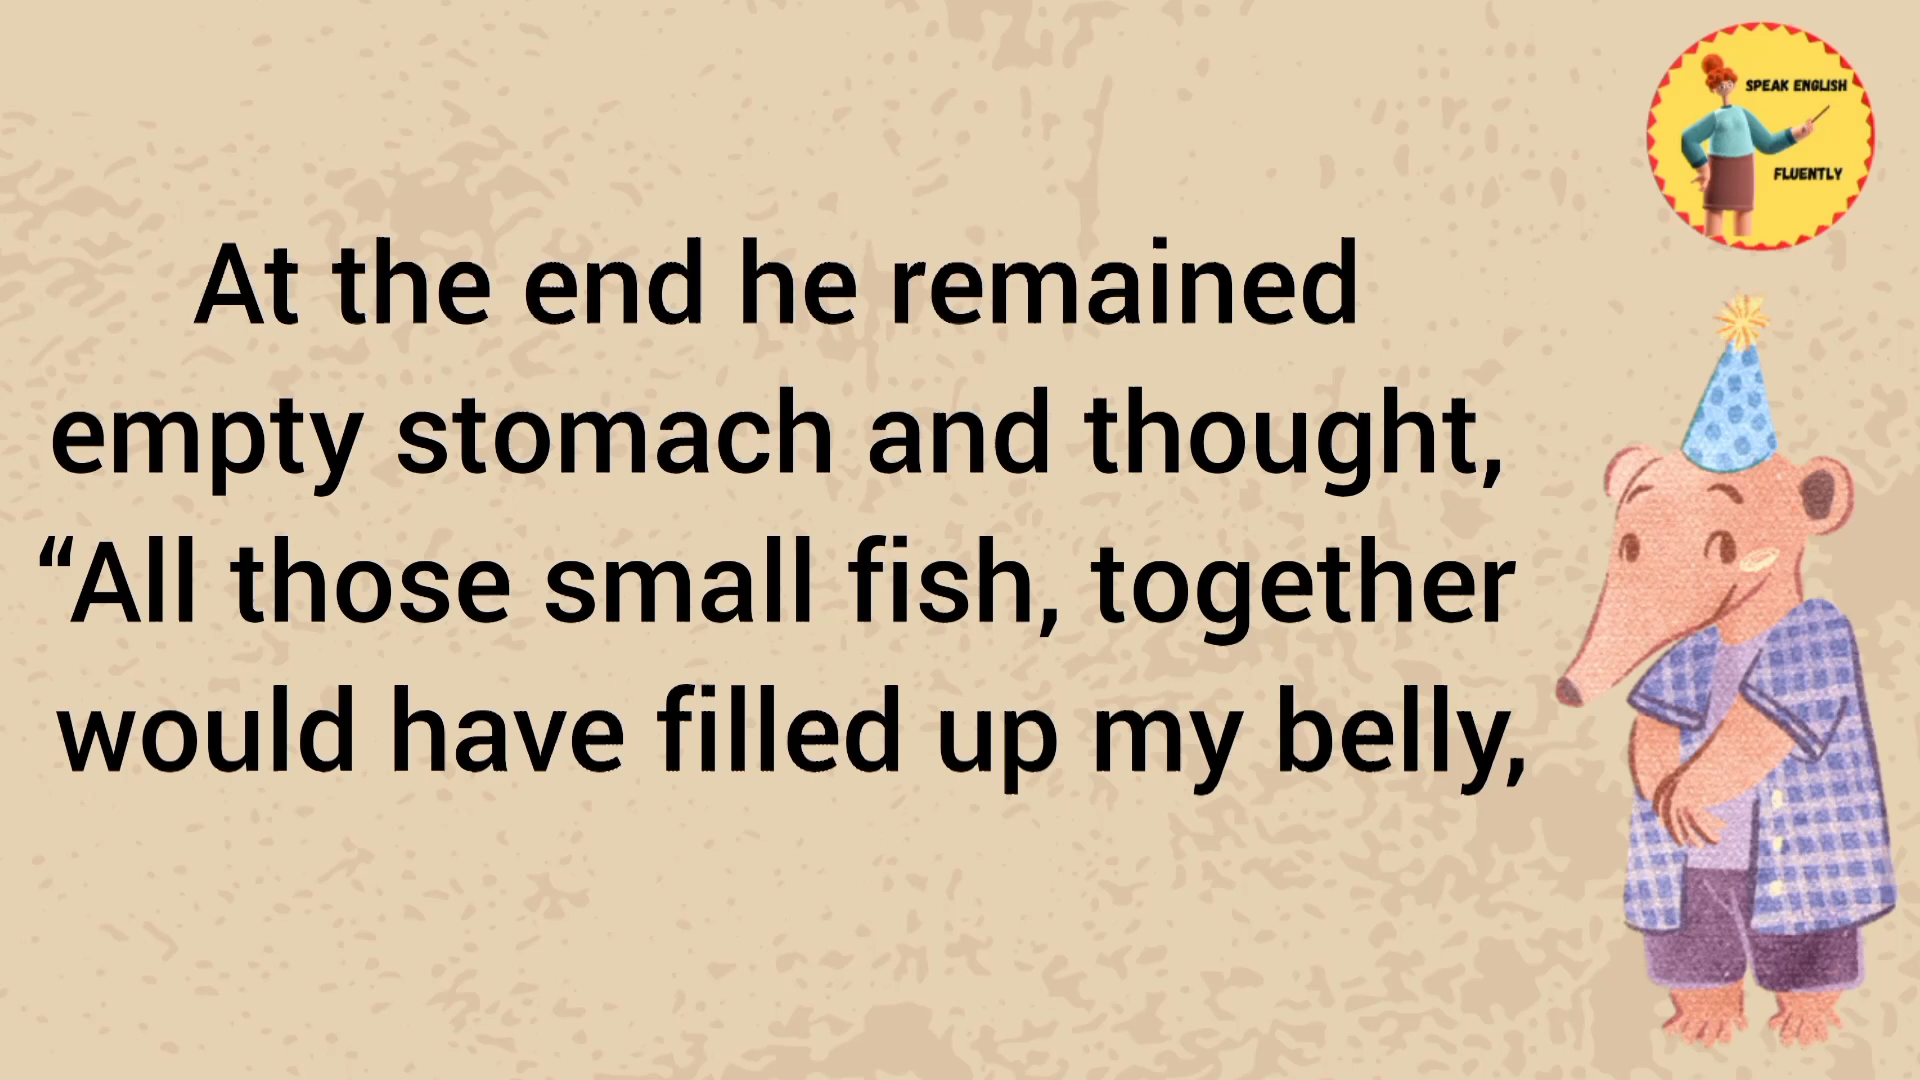 SPEAK ENGLISH
FLUENTLY
At the end he remained
empty stomach and thought,
“All those small fish, together
would have filled up my belly,